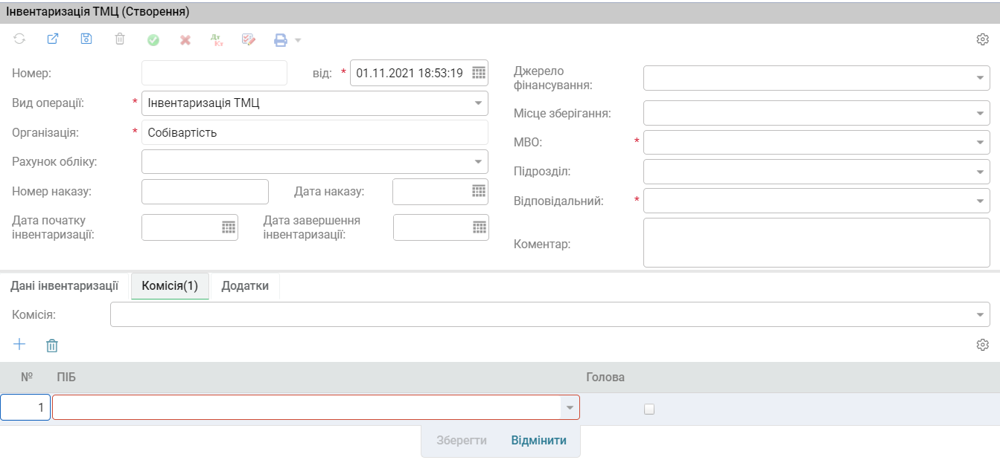 Інвентаризація ТМЦ (Створення)
Дт
Кт
Номер:
від: * 01.11.2021 18:53:19
Вид операції: * Інвентаризація ТМЦ
Організація: * Собівартість
Рахунок обліку:
Номер наказу:
Дата наказу:
Дата початку
інвентаризації:
Дата завершення
інвентаризації:
Джерело
фінансування:
Місце зберігання:
МВО: *
Підрозділ:
Відповідальний: *
Коментар:
Дані інвентаризації Комісія(1) Додатки
Комісія:
№ ПІБ Голова
1
Зберегти Відмінити